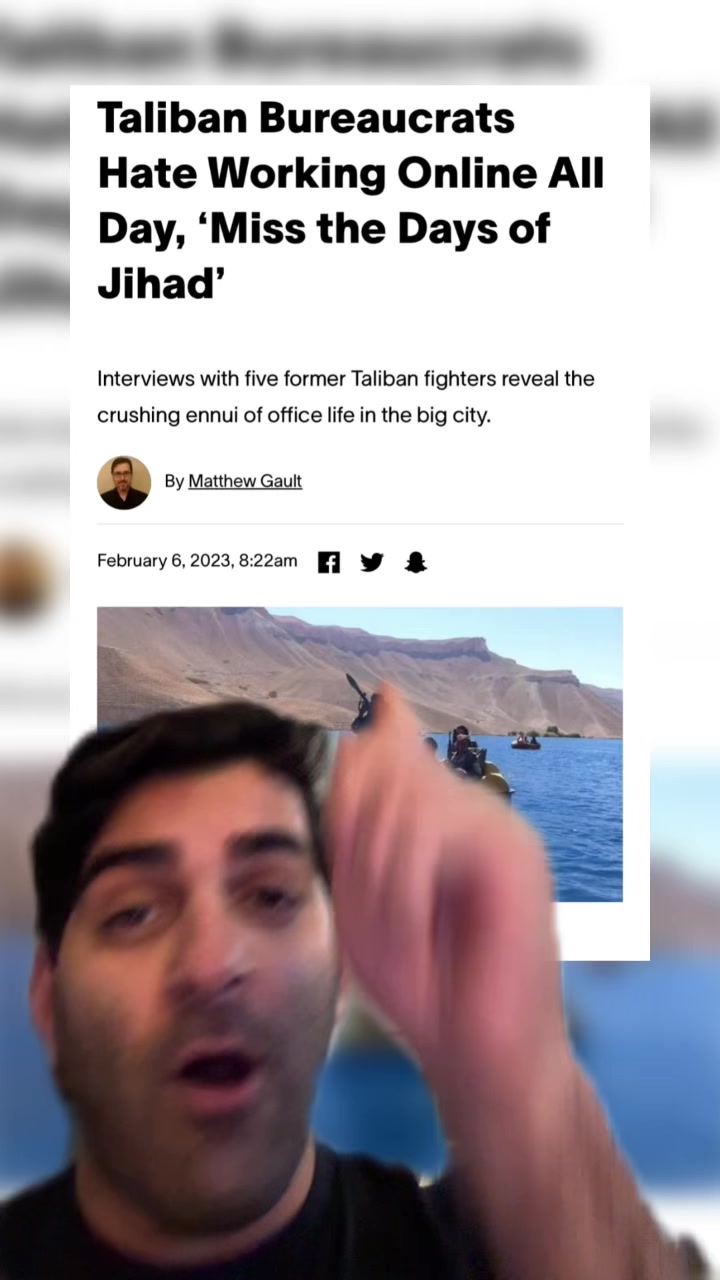 Taliban Bureaucrats
Hate Working Online All
Day, ‘Miss the Days of
Jihad’
Interviews with five former Taliban fighters reveal the
crushing ennui of office life in the big city.
By Matthew Gault
February 6, 2023, 8:22am